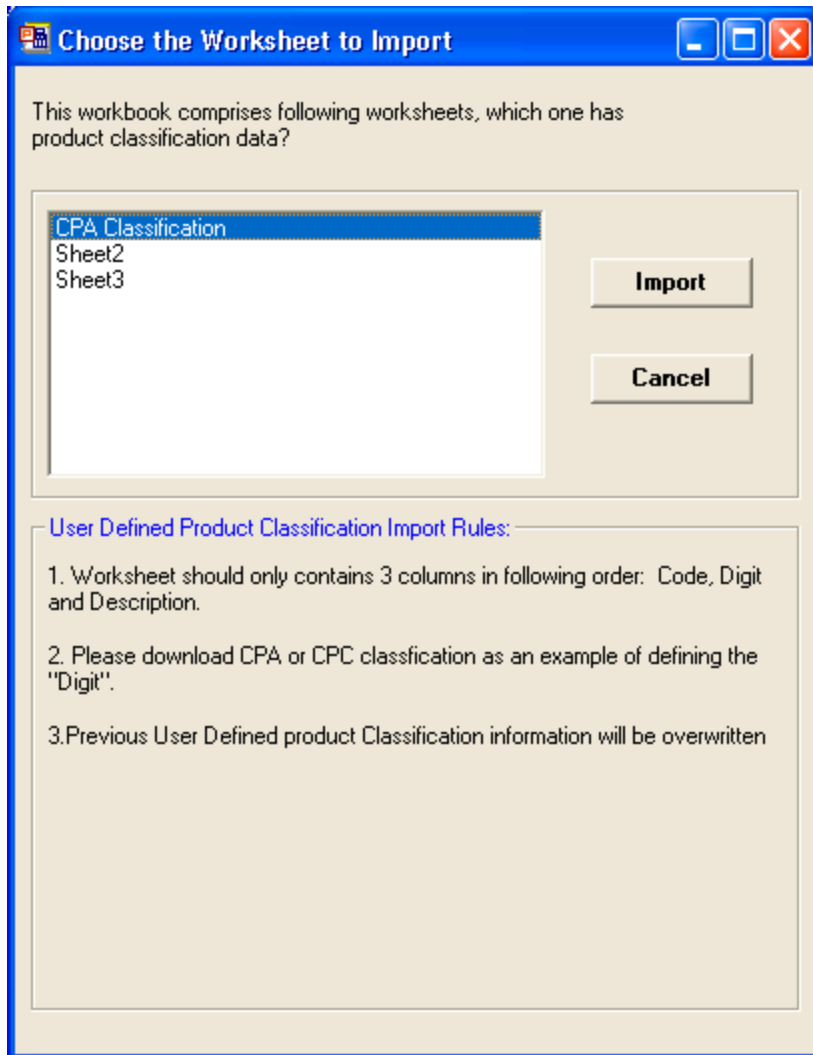 Choose the Worksheet to Import
This workbook comprises following worksheets, which one has
product classification data?
CPA Classification
Sheet2
Sheet3
Import
Cancel
User Defined Product Classification Import Rules:
1. Worksheet should only contains 3 columns in following order:  Code, Digit
and Description.
2. Please download CPA or CPC classfication as an example of defining the
"Digit".
3.Previous User Defined product Classification information will be overwritten